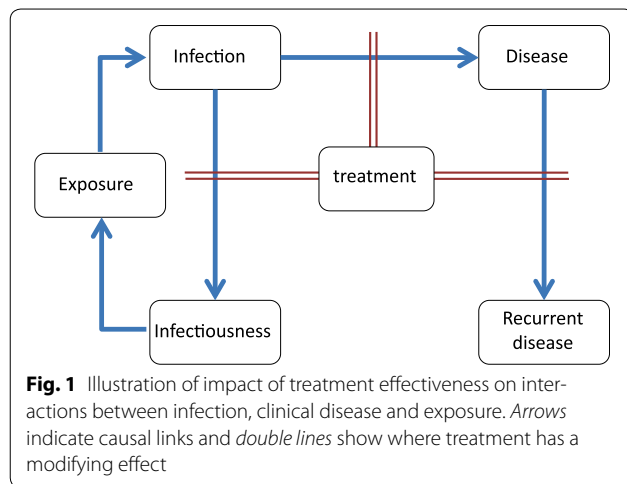 Infection
Disease
treatment
Exposure
Infectiousness
Recurrent
disease
Fig. 1 Illustration of impact of treatment effectiveness on inter-
actions between infection, clinical disease and exposure. Arrows
indicate causal links and double lines show where treatment has a
modifying effect